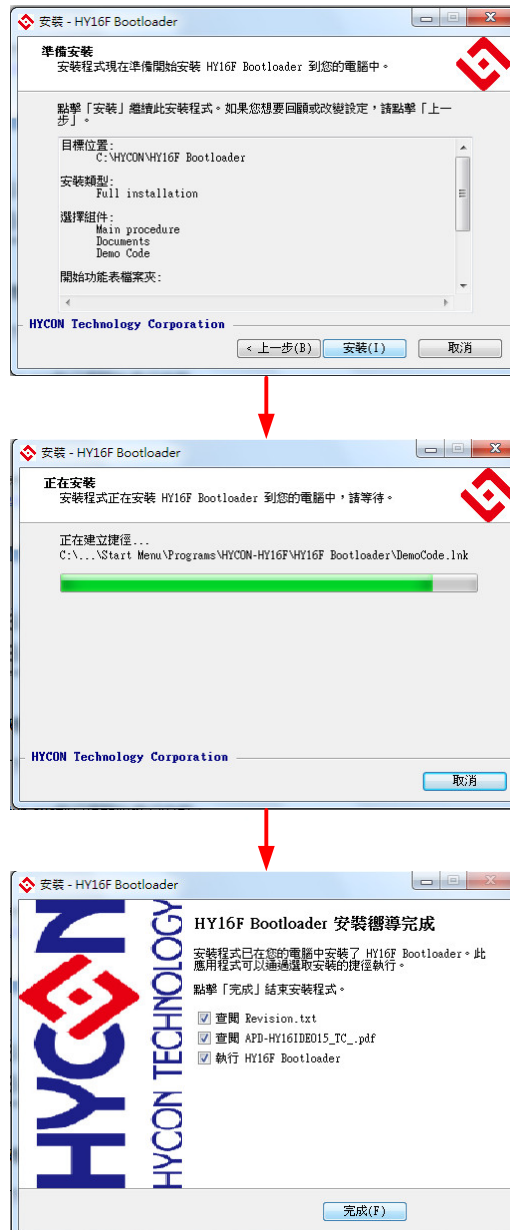 安裝 - HY16F Bootloader
準備安裝
安裝程式現在準備開始安裝 HY16F Bootloader 到您的電腦中。
點擊「安裝」繼續此安裝程式。如果您想要回顧或改變設定，請點擊「上一
步」。
目標位置:
C:\HYCON\HY16F Bootloader
安裝類型:
Full installation
選擇組件:
Main procedure
Documents
Demo Code
開始功能表檔案夾:
HYCON Technology Corporation
< 上一步(B)
安裝(I)
取消
安裝 - HY16F Bootloader
正在安裝
安裝程式正在安裝 HY16F Bootloader 到您的電腦中，請等待。
正在建立捷徑...
C:\...\Start Menu\Programs\HYCON-HY16F\HY16F Bootloader\DemoCode.lnk
HYCON Technology Corporation
取消
安裝 - HY16F Bootloader
HYCON
HYCON TECHNOLOGY
HY16F Bootloader 安裝嚮導完成
安裝程式已在您的電腦中安裝了 HY16F Bootloader。此
應用程式可以通過選取安裝的捷徑執行。
點擊「完成」結束安裝程式。
查閱 Revision.txt
查閱 APD-HY16IDE015_TC_.pdf
執行 HY16F Bootloader
完成(F)